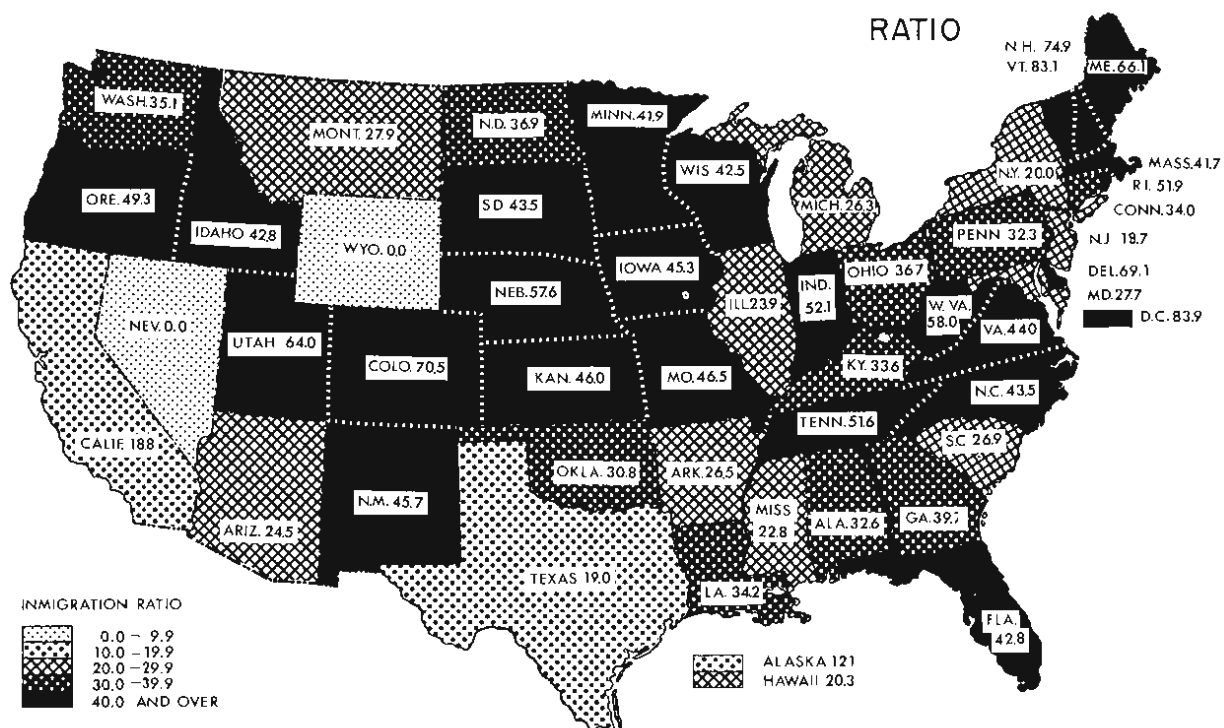 RATIO
N H. 74.9
VT. 83.1
ME.66.1
WASH.35.1
MONT. 27.9
N.D. 36.9
MINN.41.9
ORE. 49.3
IDAHO 42.8
WYO. 0.0
SD 43.5
WIS 42.5
MICH.26.3
N.Y. 20.0
MASS.41.7
R.I. 51.9
CONN.34.0
PENN 32.3
N.J 18.7
DEL.69.1
MD.27.7
D.C. 83.9
NEV.0.0
UTAH 64.0
COLO. 70.5
NEB. 57.6
IOWA 45.3
ILL.23.9
IND.
52.1
OHIO 36.7
W. VA.
58.0
VA.44.0
KAN. 46.0
MO. 46.5
KY. 33.6
N.C. 43.5
TENN. 51.6
CALIF. 18.8
ARIZ. 24.5
N.M. 45.7
OKLA. 30.8
ARK.26.5
SC 26.9
MISS
22.8
ALA.32.6
GA.39.7
TEXAS 19.0
LA. 34.2
FLA.
42.8
INMIGRATION RATIO
0.0 – 9.9
10.0 –19.9
20.0 –29.9
30.0 –39.9
40.0 AND OVER
ALASKA 12.1
HAWAII 20.3